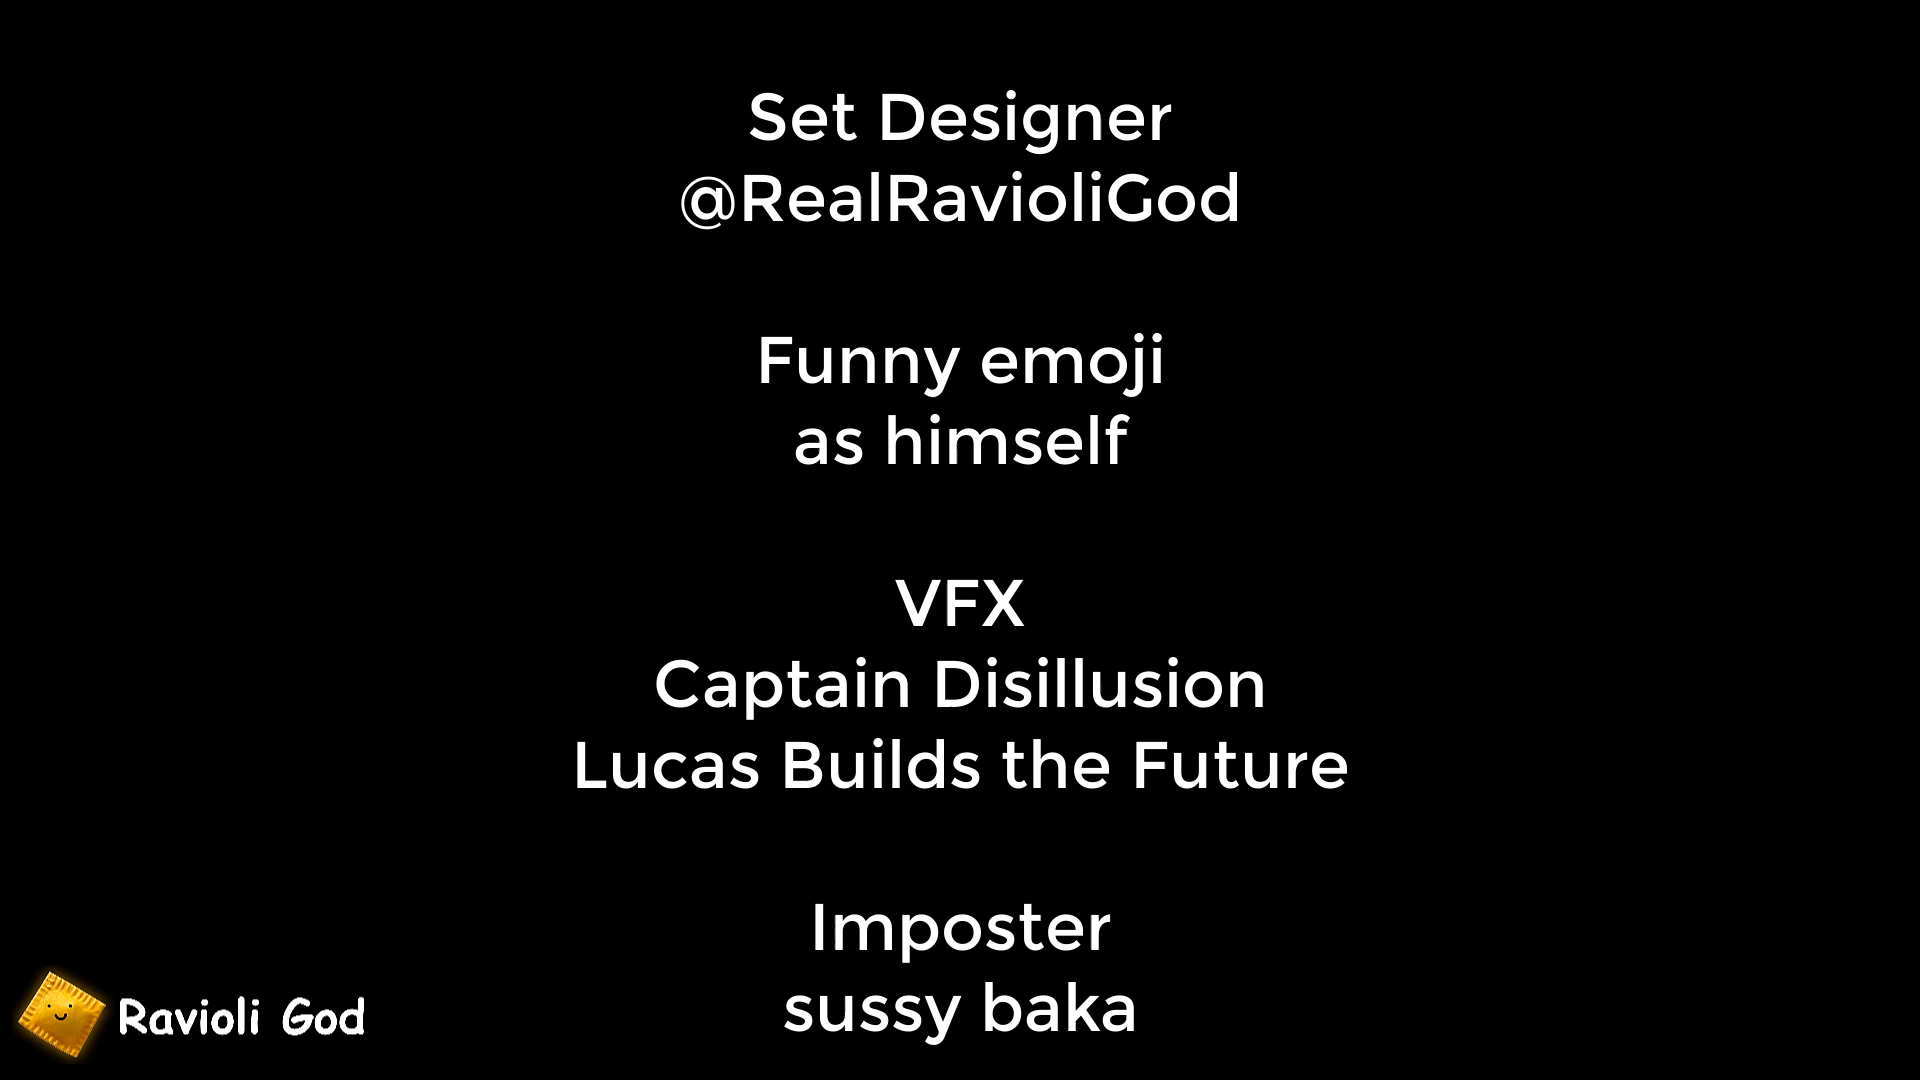 Set Designer
@RealRavioliGod
Funny emoji
as himself
VFX
Captain Disillusion
Lucas Builds the Future
Imposter
sussy baka
Ravioli God